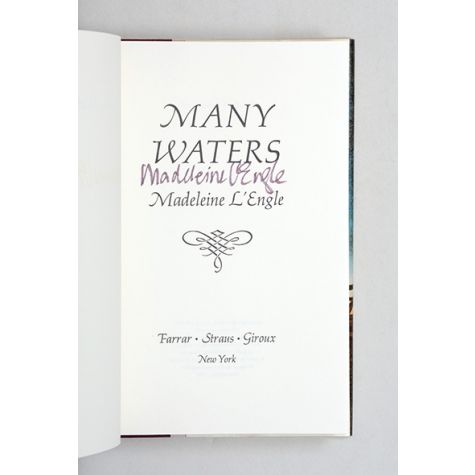 MANY
WATERS
Madeleine L'Engle
Madeleine L'Engle
Farrar • Straus • Giroux
New York